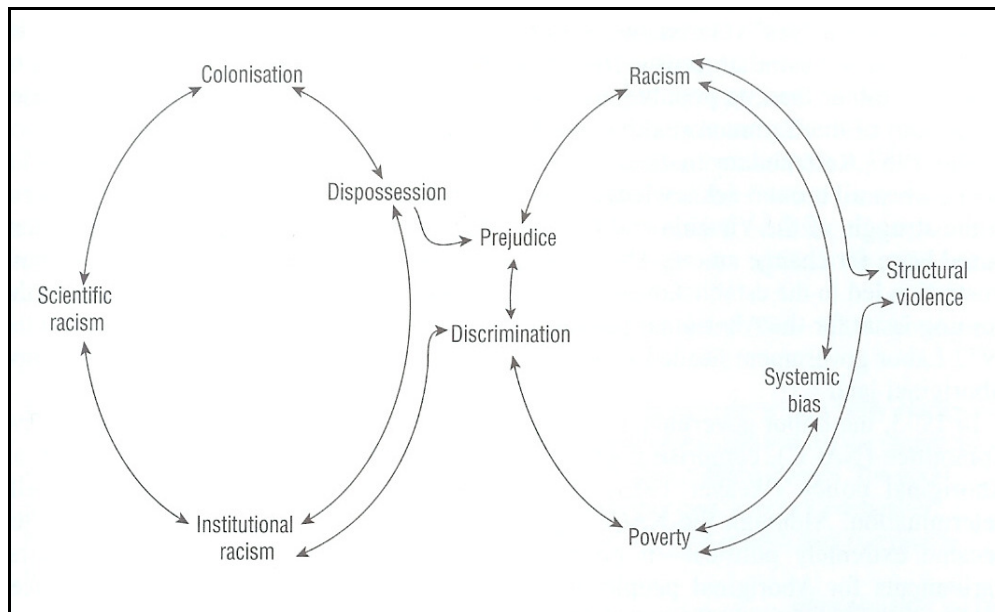 Colonisation
Racism
Dispossession
Prejudice
Structural
violence
Scientific
racism
Discrimination
Systemic
bias
Institutional
racism
Poverty